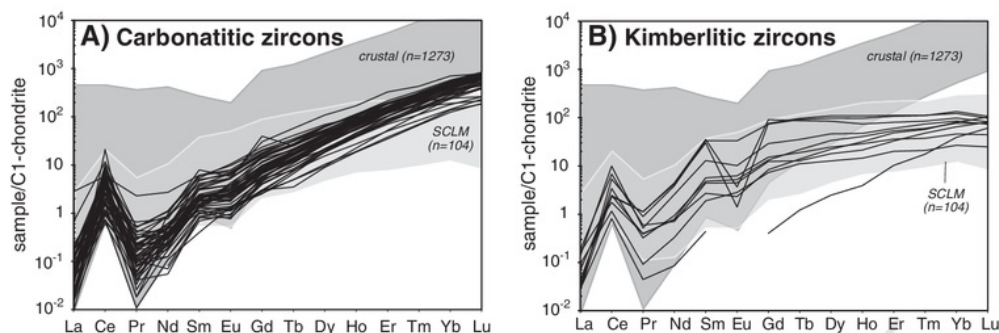 A) Carbonatitic zircons
sample/C1-chondrite
10⁴
10³
10²
10
1
10⁻¹
10⁻²
crustal (n=1273)
SCLM
(n=104)
La Ce Pr Nd Sm Eu Gd Tb Dy Ho Er Tm Yb Lu
B) Kimberlitic zircons
sample/C1-chondrite
10⁴
10³
10²
10
1
10⁻¹
10⁻²
crustal (n=1273)
SCLM
(n=104)
La Ce Pr Nd Sm Eu Gd Tb Dy Ho Er Tm Yb Lu